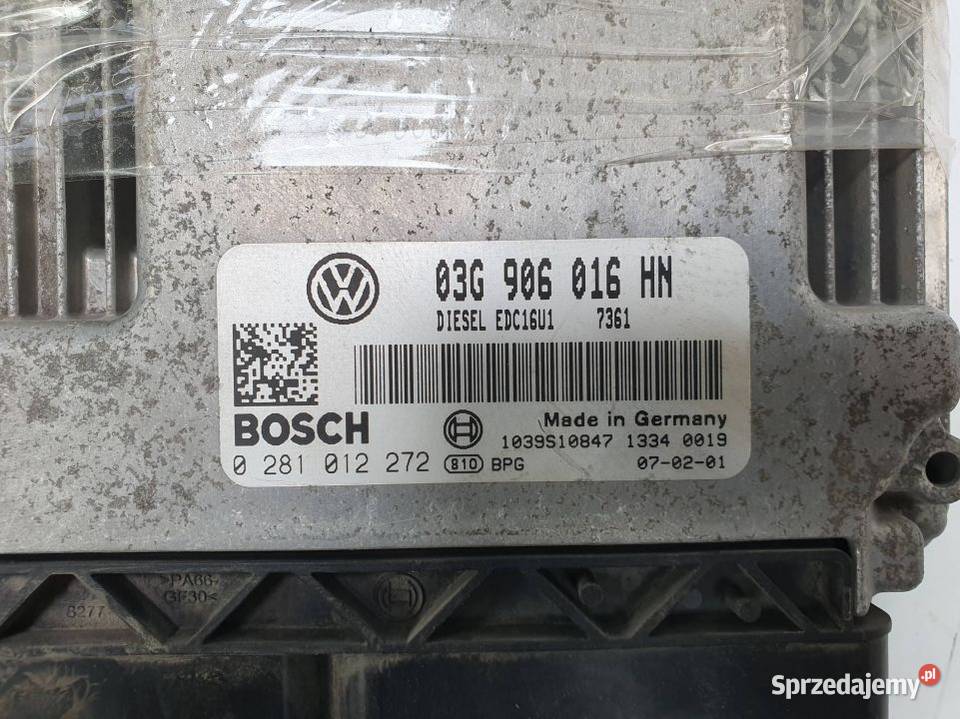 03G 906 016 HN
DIESEL EDC16U1 7361
BOSCH
Made in Germany
1039S10847 1334 0019
0 281 012 272 810 BPG 07-02-01
>PA66-
GF30<
6277
Sprzedajemy.pl